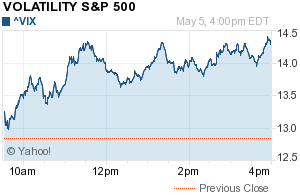 VOLATILITY S&P 500
^VIX
May 5, 4:00pm EDT
14.5
14.0
13.5
13.0
12.5
© Yahoo!
10am
12pm
2pm
4pm
Previous Close